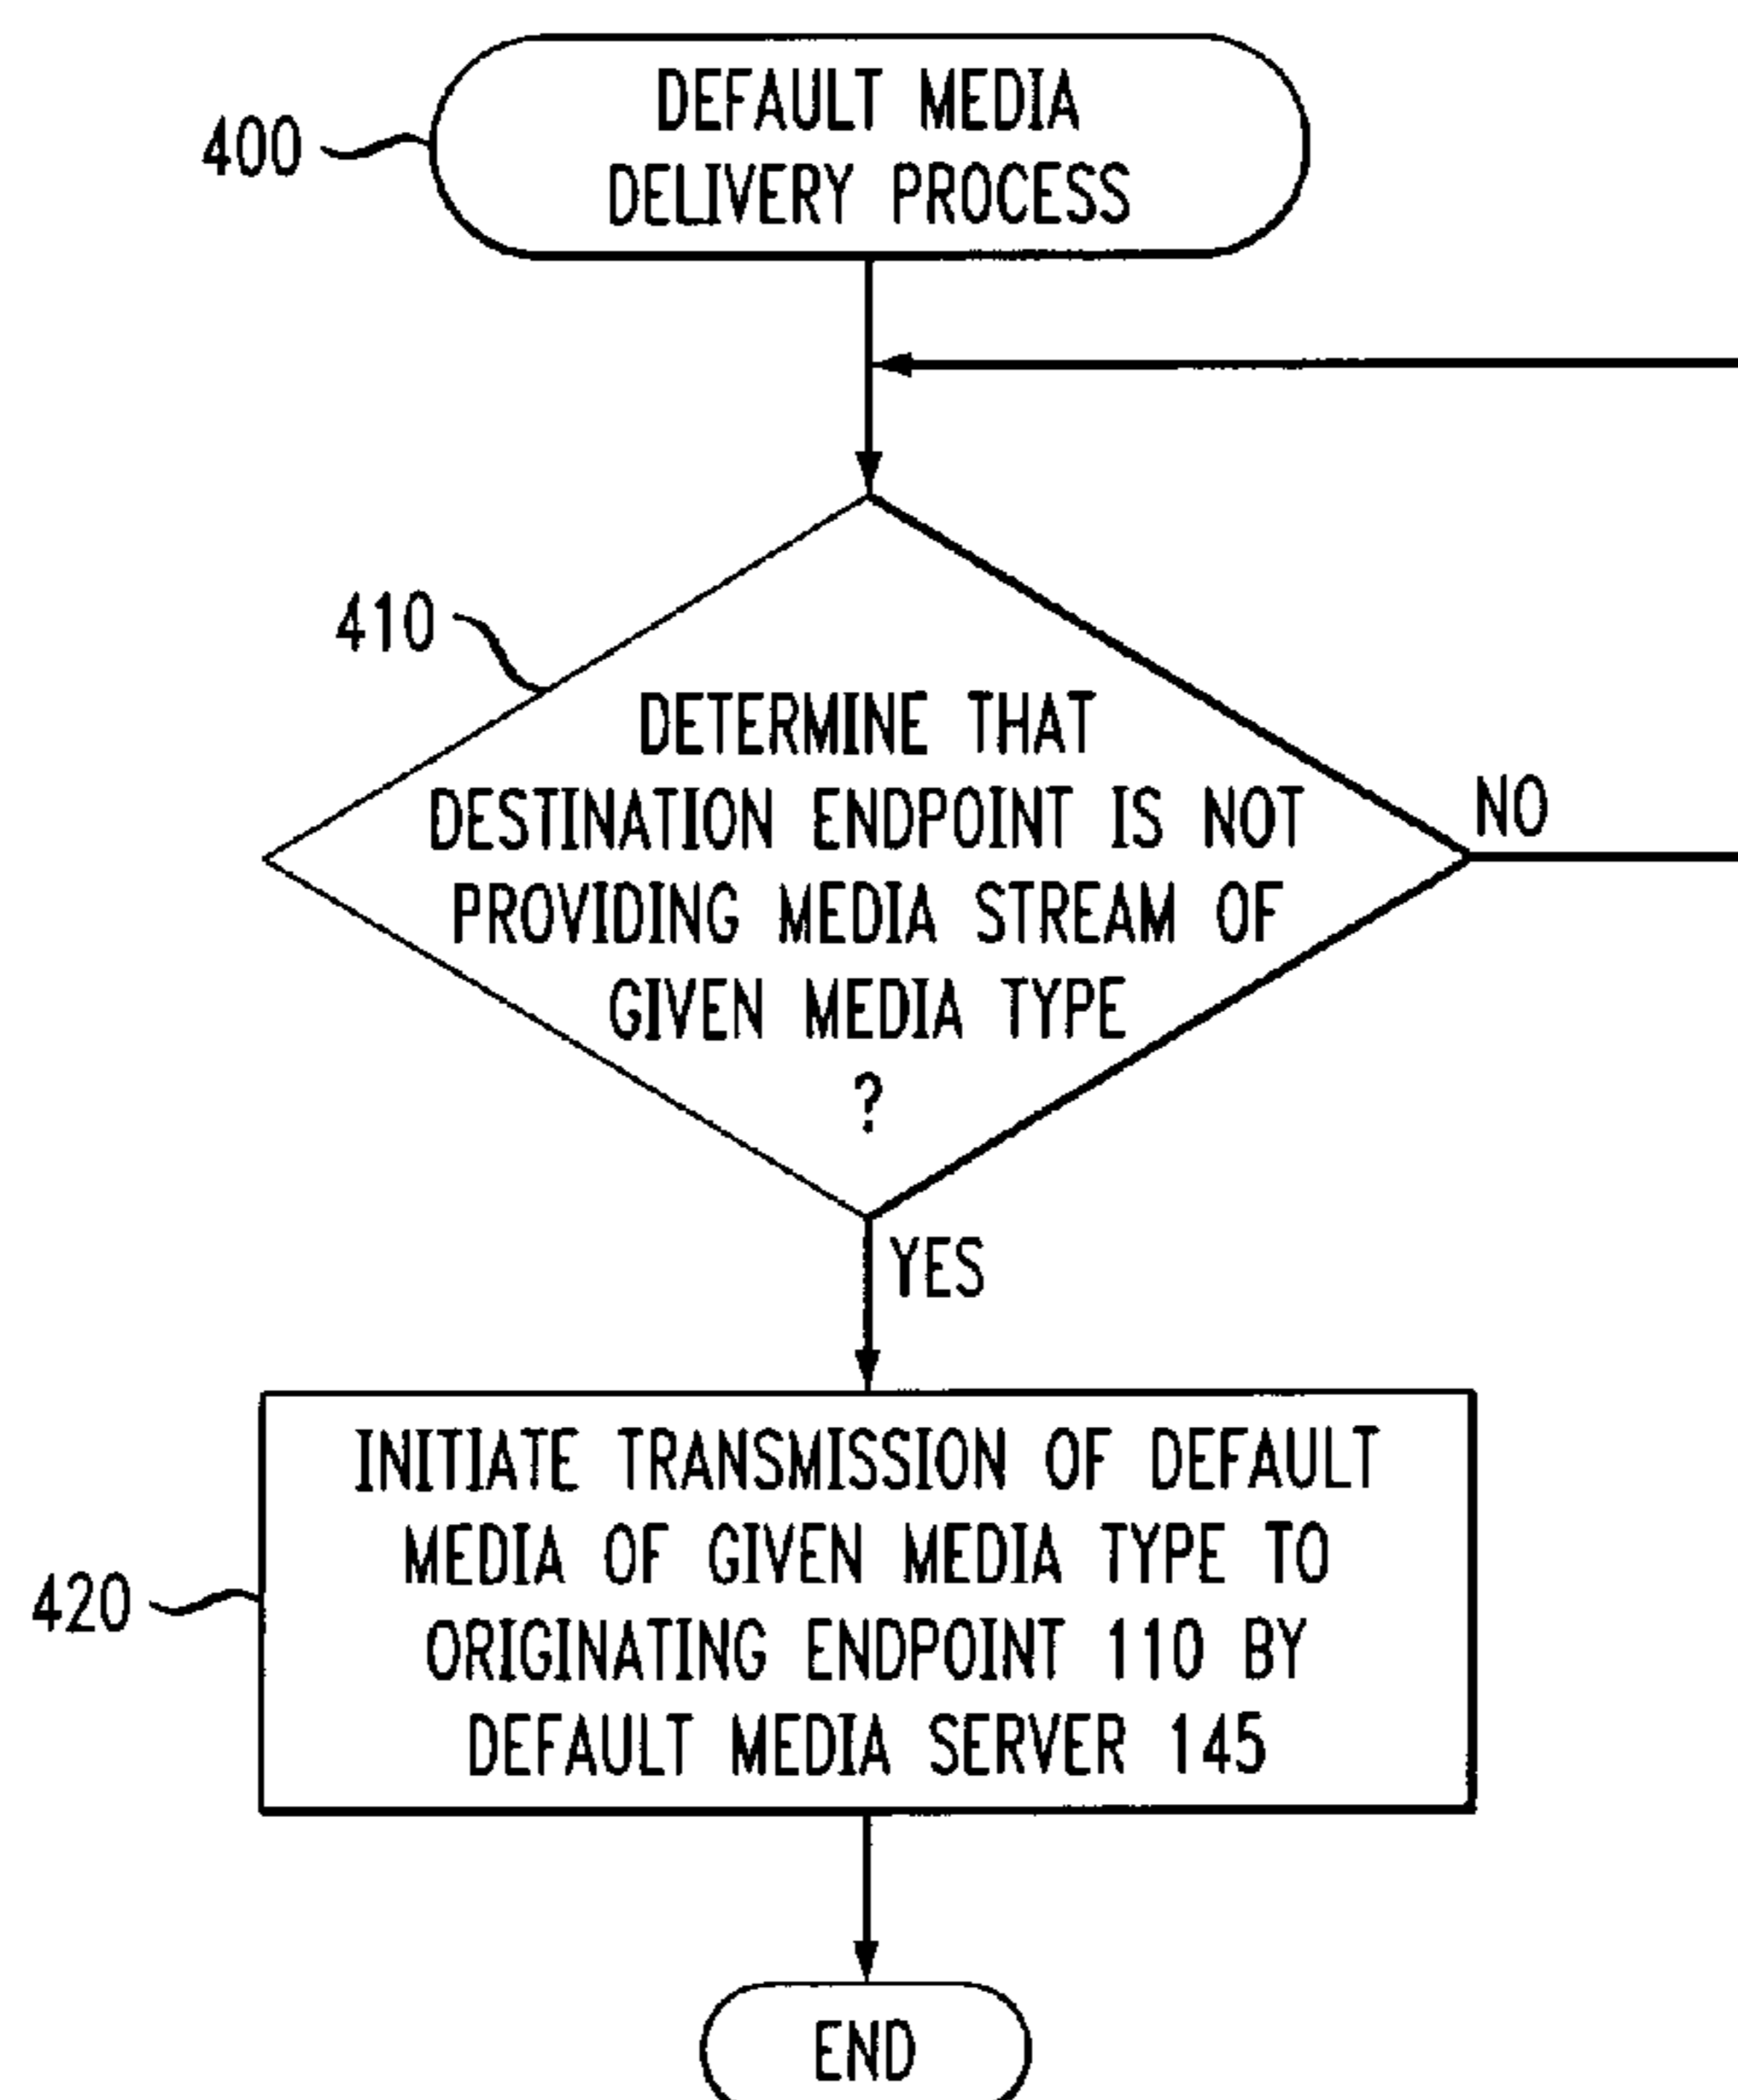 400
DEFAULT MEDIA
DELIVERY PROCESS
410
DETERMINE THAT
DESTINATION ENDPOINT IS NOT
PROVIDING MEDIA STREAM OF
GIVEN MEDIA TYPE
?
NO
YES
420
INITIATE TRANSMISSION OF DEFAULT
MEDIA OF GIVEN MEDIA TYPE TO
ORIGINATING ENDPOINT 110 BY
DEFAULT MEDIA SERVER 145
END